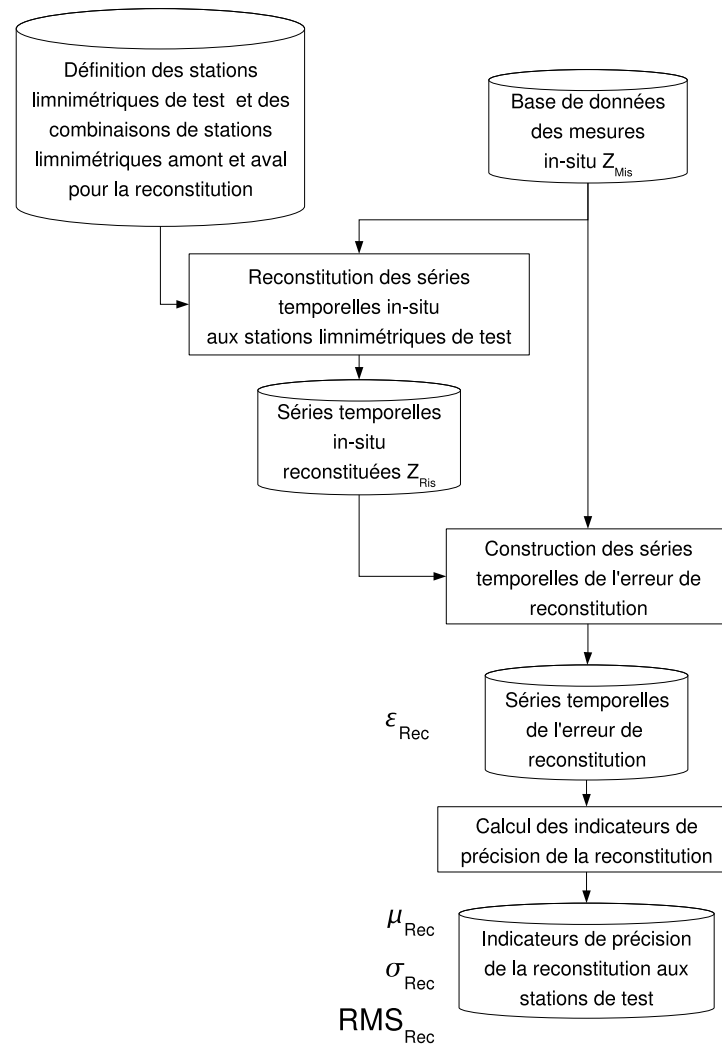 Définition des stations
limnimétriques de test et des
combinaisons de stations
limnimétriques amont et aval
pour la reconstitution
Base de données
des mesures
in-situ Z_Mis
Reconstitution des séries
temporelles in-situ
aux stations limnimétriques de test
Séries temporelles
in-situ
reconstituées Z_Ris
Construction des séries
temporelles de l'erreur de
reconstitution
ε_Rec
Séries temporelles
de l'erreur de
reconstitution
Calcul des indicateurs de
précision de la reconstitution
μ_Rec
σ_Rec
RMS_Rec
Indicateurs de précision
de la reconstitution aux
stations de test